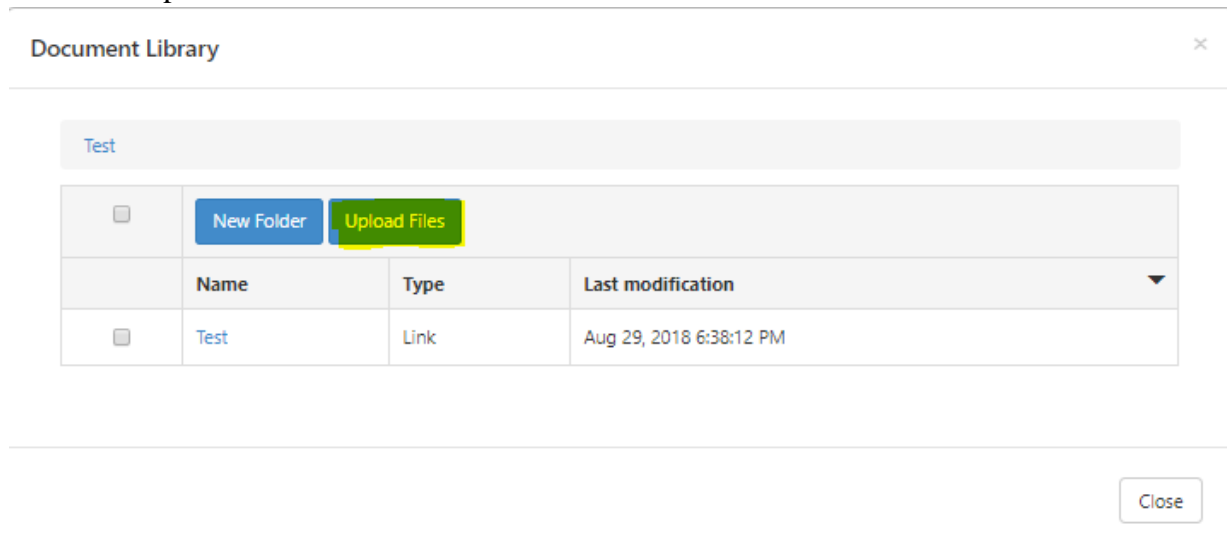 Document Library ×
Test
New Folder Upload Files
Name Type Last modification
Test Link Aug 29, 2018 6:38:12 PM
Close